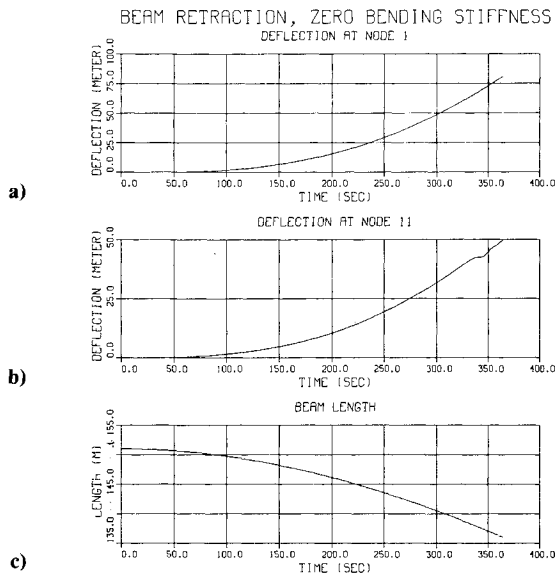 BEAM RETRACTION, ZERO BENDING STIFFNESS
DEFLECTION AT NODE 1
DEFLECTION (METER)
0.0 25.0 50.0 75.0 100.0
0.0 50.0 100.0 150.0 200.0 250.0 300.0 350.0 400.0
TIME (SEC)
a)
DEFLECTION AT NODE 11
DEFLECTION (METER)
0.0 25.0 50.0
0.0 50.0 100.0 150.0 200.0 250.0 300.0 350.0 400.0
TIME (SEC)
b)
BEAM LENGTH
LENGTH (M)
135.0 145.0 155.0
0.0 50.0 100.0 150.0 200.0 250.0 300.0 350.0 400.0
TIME (SEC)
c)